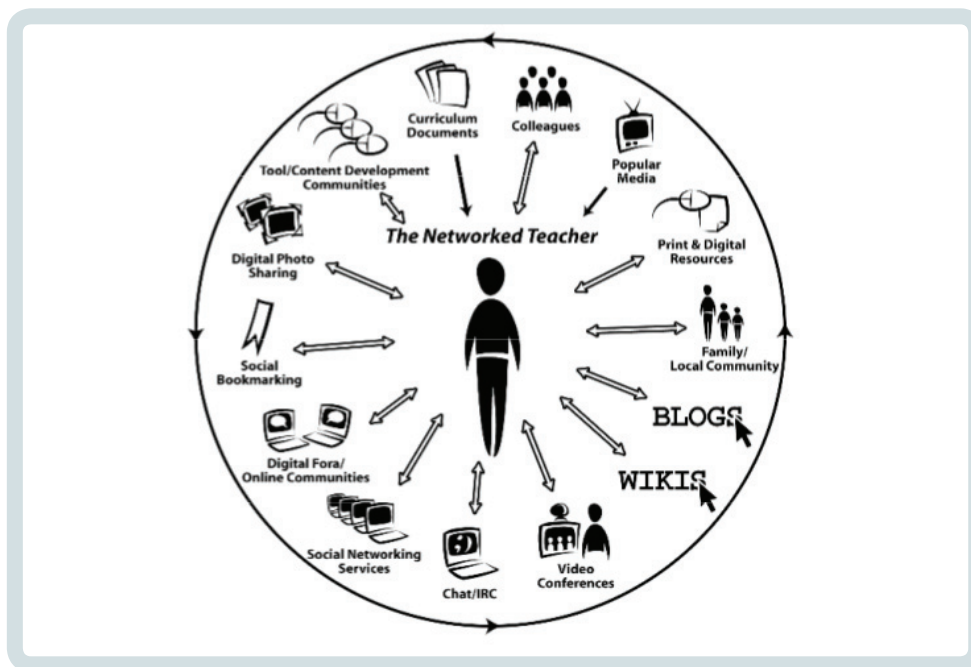 Curriculum
Documents
Colleagues
Popular
Media
Tool/Content Development
Communities
The Networked Teacher
Print & Digital
Resources
Digital Photo
Sharing
Family/
Local Community
Social
Bookmarking
BLOGS
Digital Fora/
Online Communities
WIKIS
Social Networking
Services
Chat/IRC
Video
Conferences